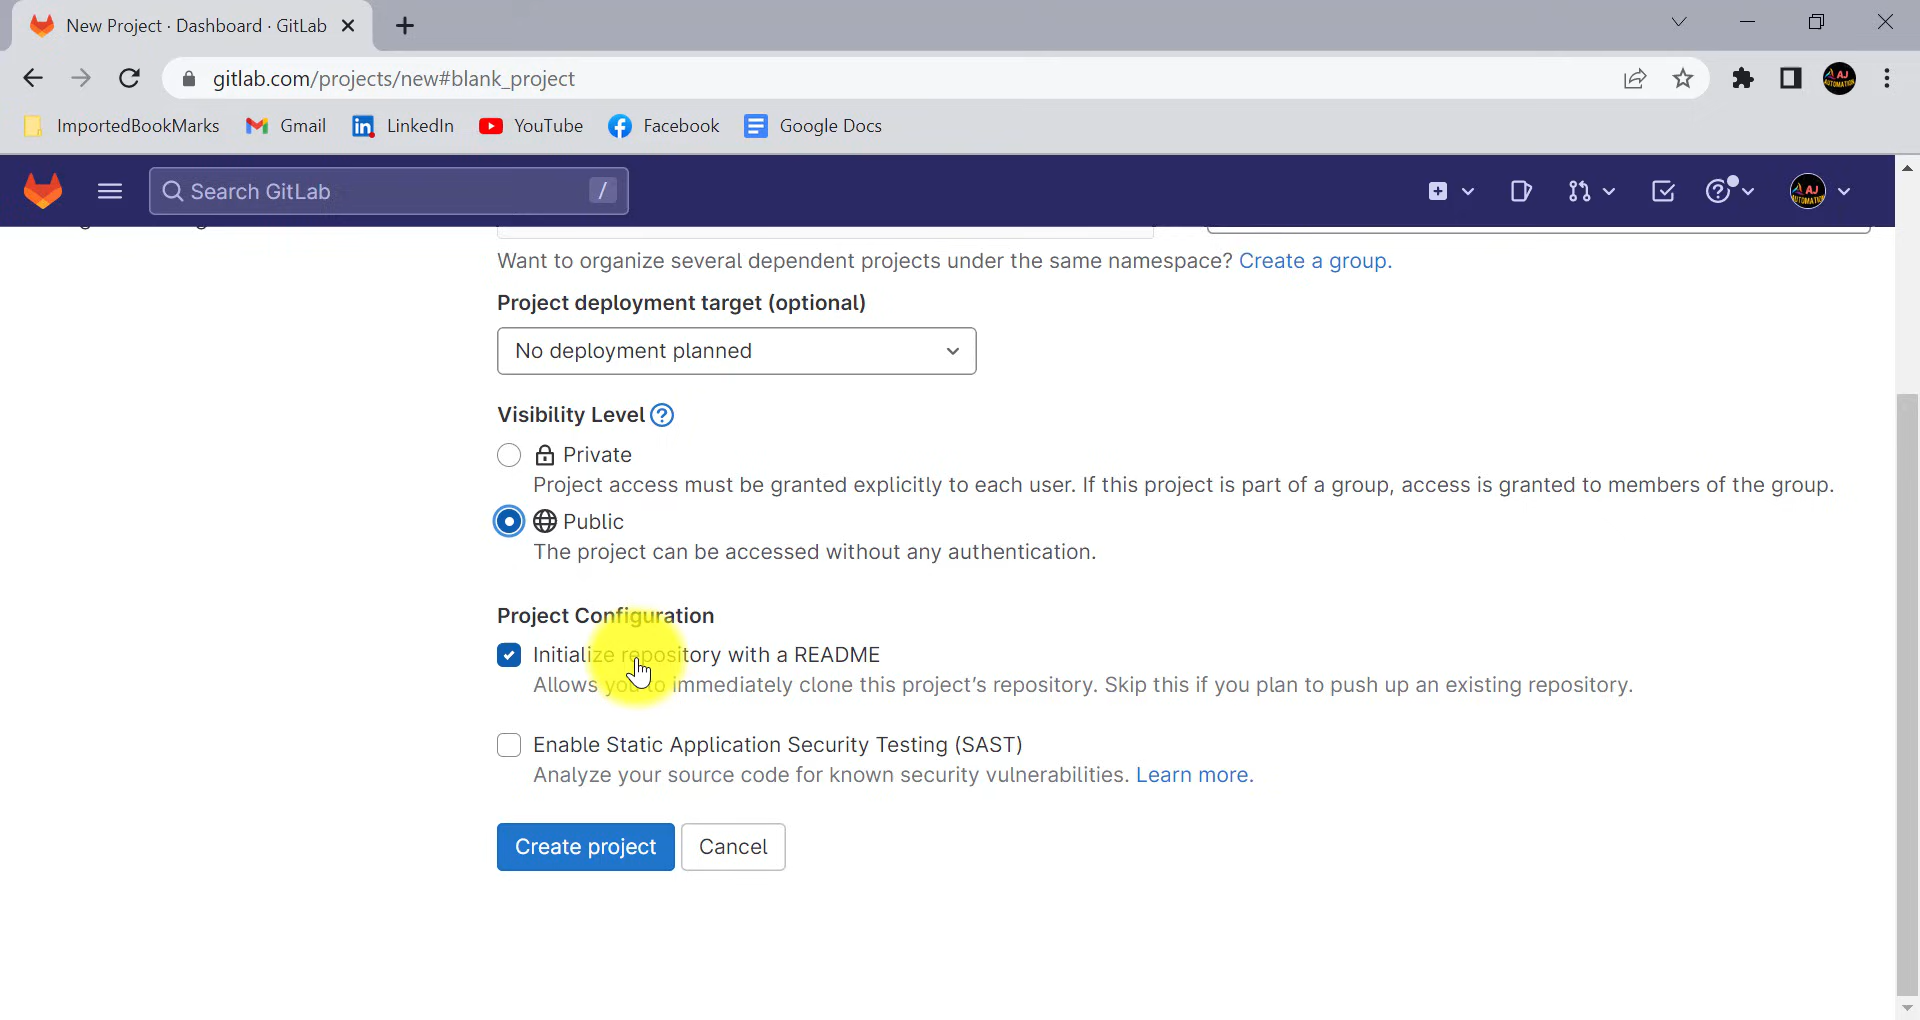 New Project · Dashboard · GitLab
gitlab.com/projects/new#blank_project
ImportedBookMarks Gmail LinkedIn YouTube Facebook Google Docs
Search GitLab /
Want to organize several dependent projects under the same namespace? Create a group.
Project deployment target (optional)
No deployment planned
Visibility Level
Private
Project access must be granted explicitly to each user. If this project is part of a group, access is granted to members of the group.
Public
The project can be accessed without any authentication.
Project Configuration
Initialize repository with a README
Allows you to immediately clone this project's repository. Skip this if you plan to push up an existing repository.
Enable Static Application Security Testing (SAST)
Analyze your source code for known security vulnerabilities. Learn more.
Create project Cancel